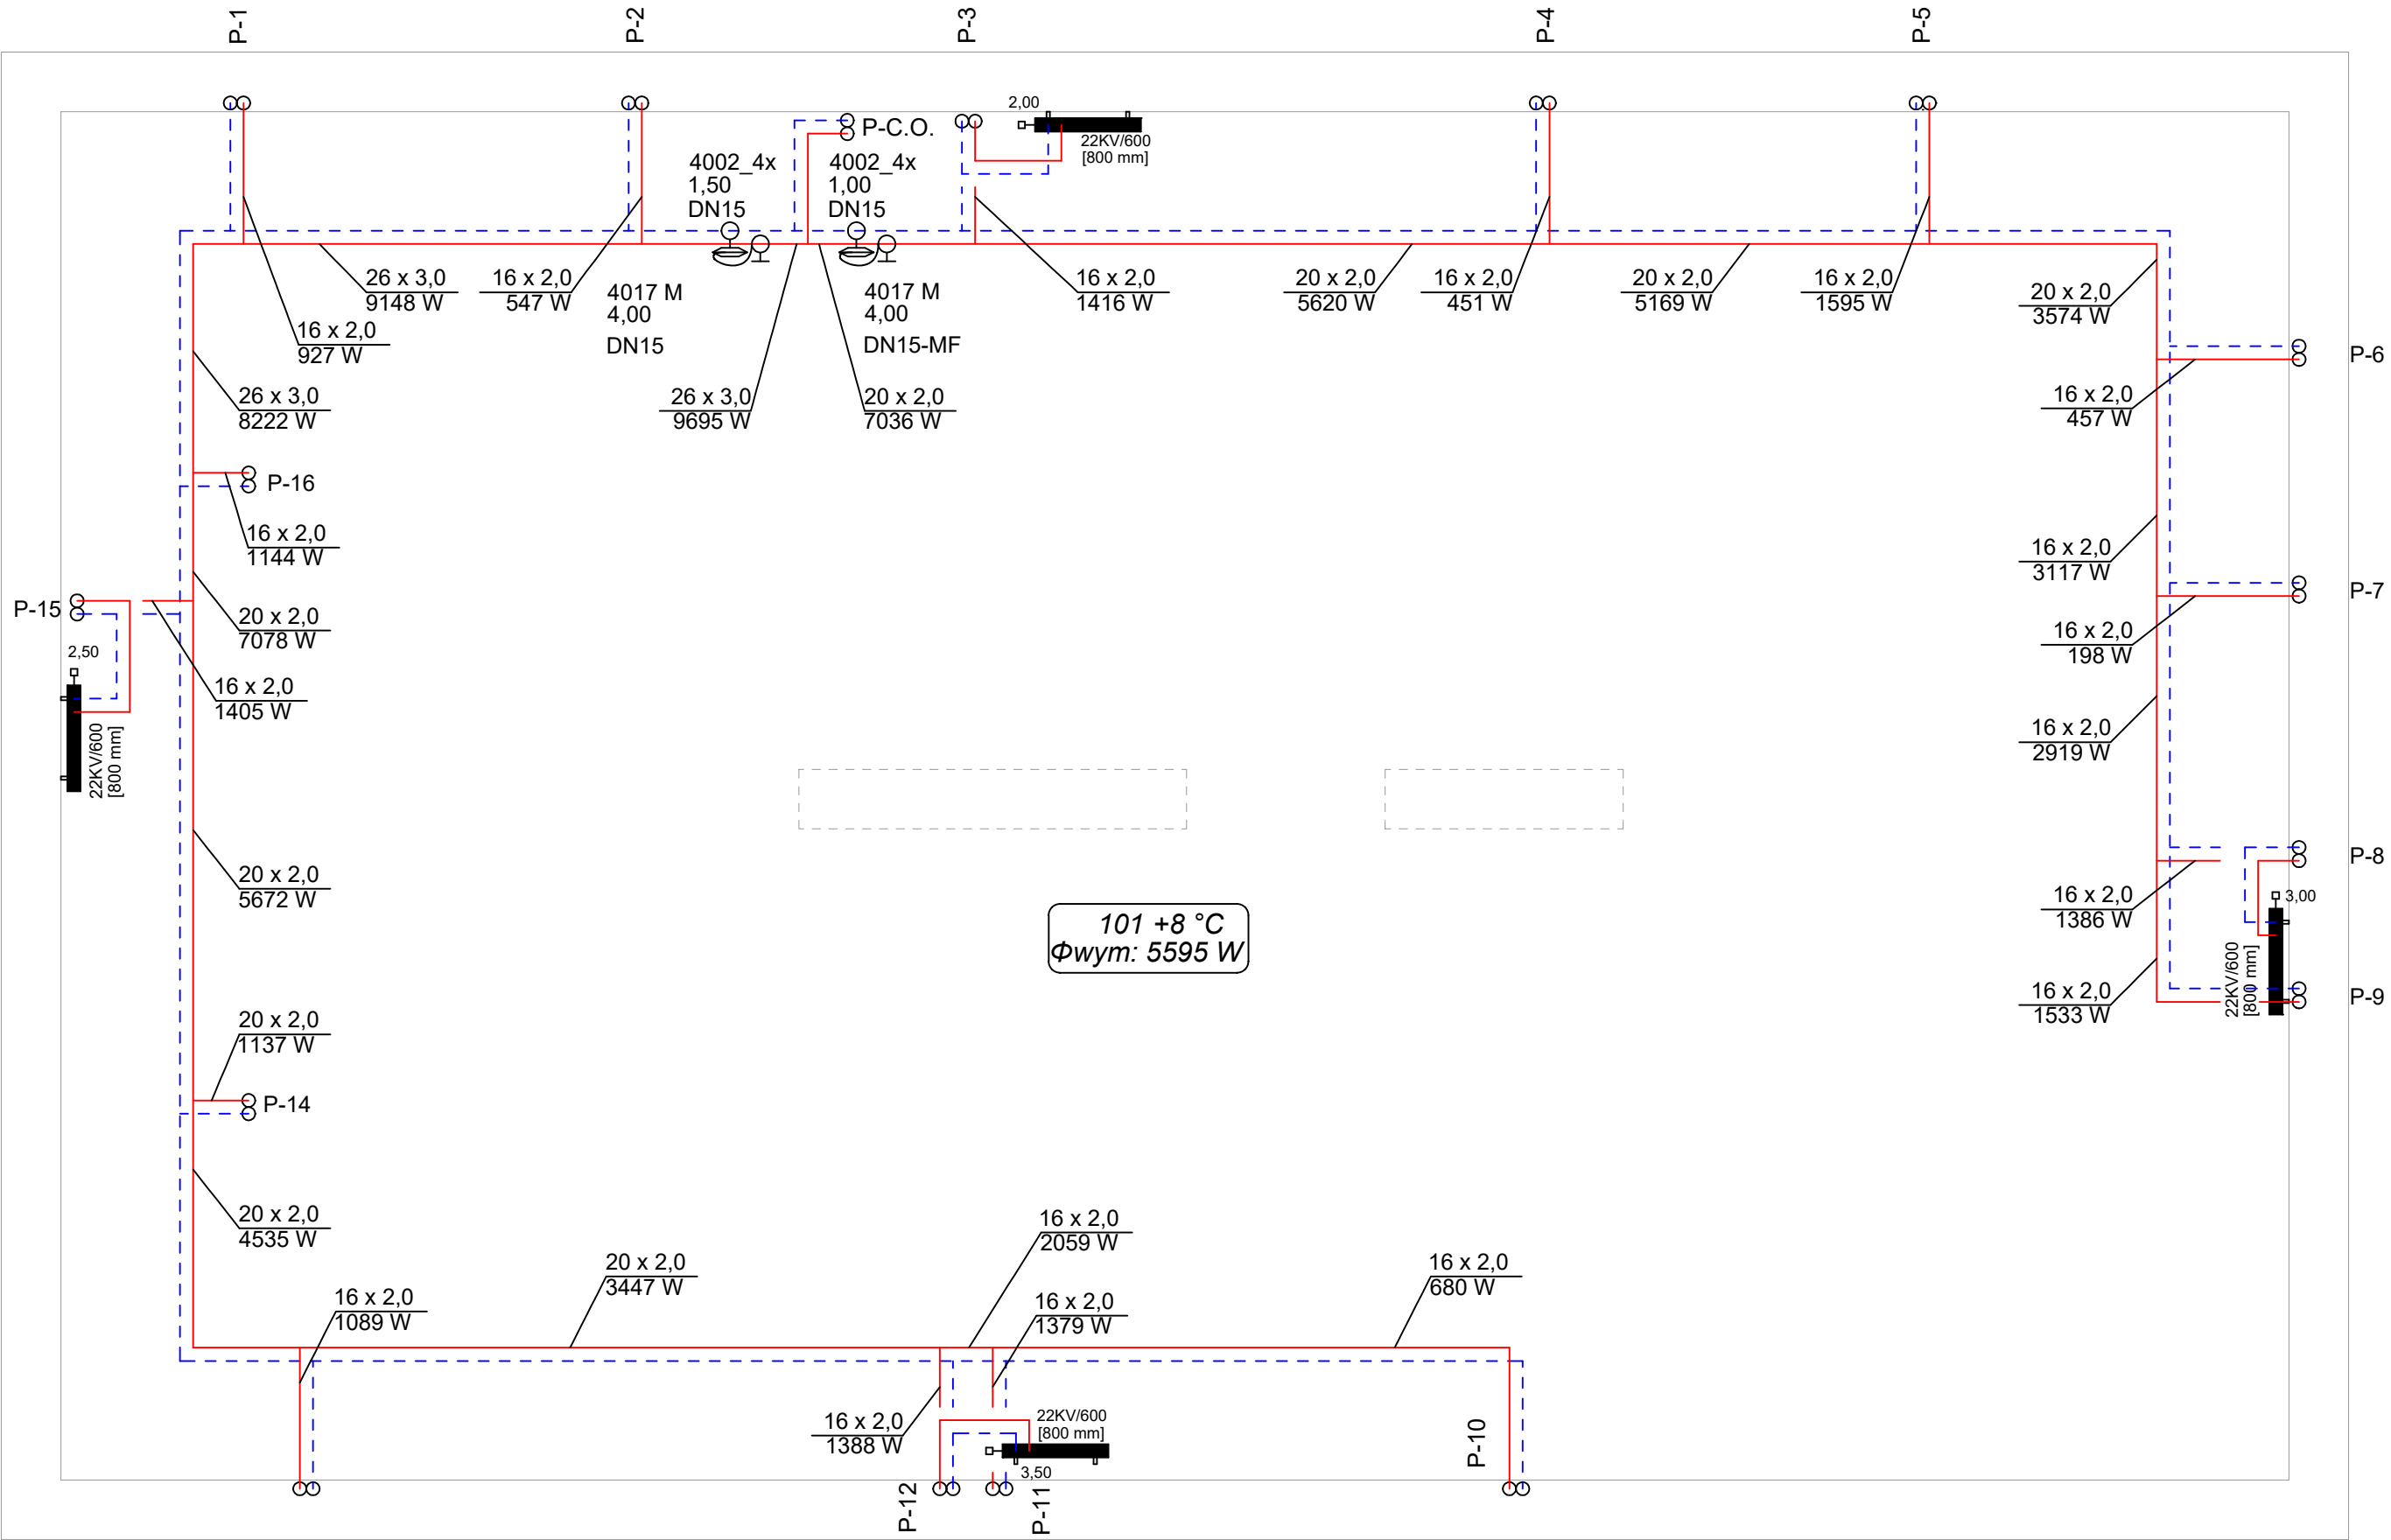 P-1
P-2
P-3
P-4
P-5
P-C.O.
2,00
22KV/600
[800 mm]
4002_4x
1,50
DN15
4002_4x
1,00
DN15
26 x 3,0
9148 W
16 x 2,0
547 W
4017 M
4,00
DN15
4017 M
4,00
DN15-MF
16 x 2,0
1416 W
20 x 2,0
5620 W
16 x 2,0
451 W
20 x 2,0
5169 W
16 x 2,0
1595 W
20 x 2,0
3574 W
16 x 2,0
927 W
P-6
26 x 3,0
8222 W
26 x 3,0
9695 W
20 x 2,0
7036 W
16 x 2,0
457 W
P-16
16 x 2,0
1144 W
16 x 2,0
3117 W
P-15
20 x 2,0
7078 W
P-7
16 x 2,0
198 W
2,50
22KV/600
[800 mm]
16 x 2,0
1405 W
16 x 2,0
2919 W
20 x 2,0
5672 W
P-8
16 x 2,0
1386 W
3,00
22KV/600
[800 mm]
101 +8 °C
Φwym: 5595 W
16 x 2,0
1533 W
P-9
20 x 2,0
1137 W
P-14
20 x 2,0
4535 W
16 x 2,0
2059 W
20 x 2,0
3447 W
16 x 2,0
680 W
16 x 2,0
1089 W
16 x 2,0
1379 W
16 x 2,0
1388 W
22KV/600
[800 mm]
3,50
P-12
P-11
P-10